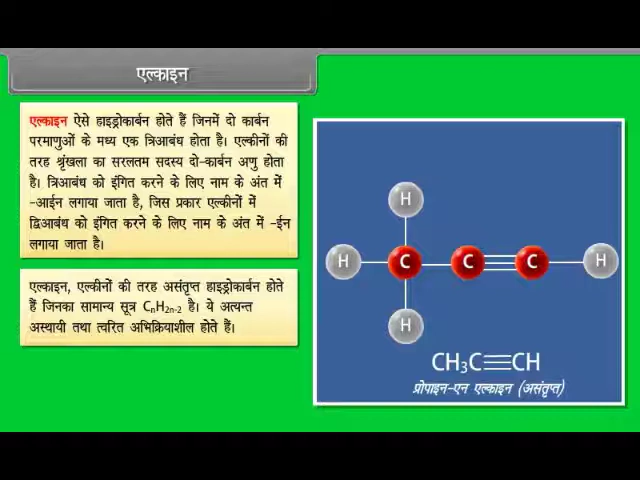 एल्काइन
एल्काइन ऐसे हाइड्रोकार्बन होते हैं जिनमें दो कार्बन
परमाणुओं के मध्य एक त्रिआबंध होता है। एल्कीनों की
तरह श्रृंखला का सरलतम सदस्य दो-कार्बन अणु होता
है। त्रिआबंध को इंगित करने के लिए नाम के अंत में
-आईन लगाया जाता है, जिस प्रकार एल्कीनों में
द्विआबंध को इंगित करने के लिए नाम के अंत में -ईन
लगाया जाता है।
एल्काइन, एल्कीनों की तरह असंतृप्त हाइड्रोकार्बन होते
हैं जिनका सामान्य सूत्र CₙH₂ₙ₋₂ है। ये अत्यन्त
अस्थायी तथा त्वरित अभिक्रियाशील होते हैं।
H
H C C C H
H
CH₃C≡CH
प्रोपाइन-एन एल्काइन (असंतृप्त)